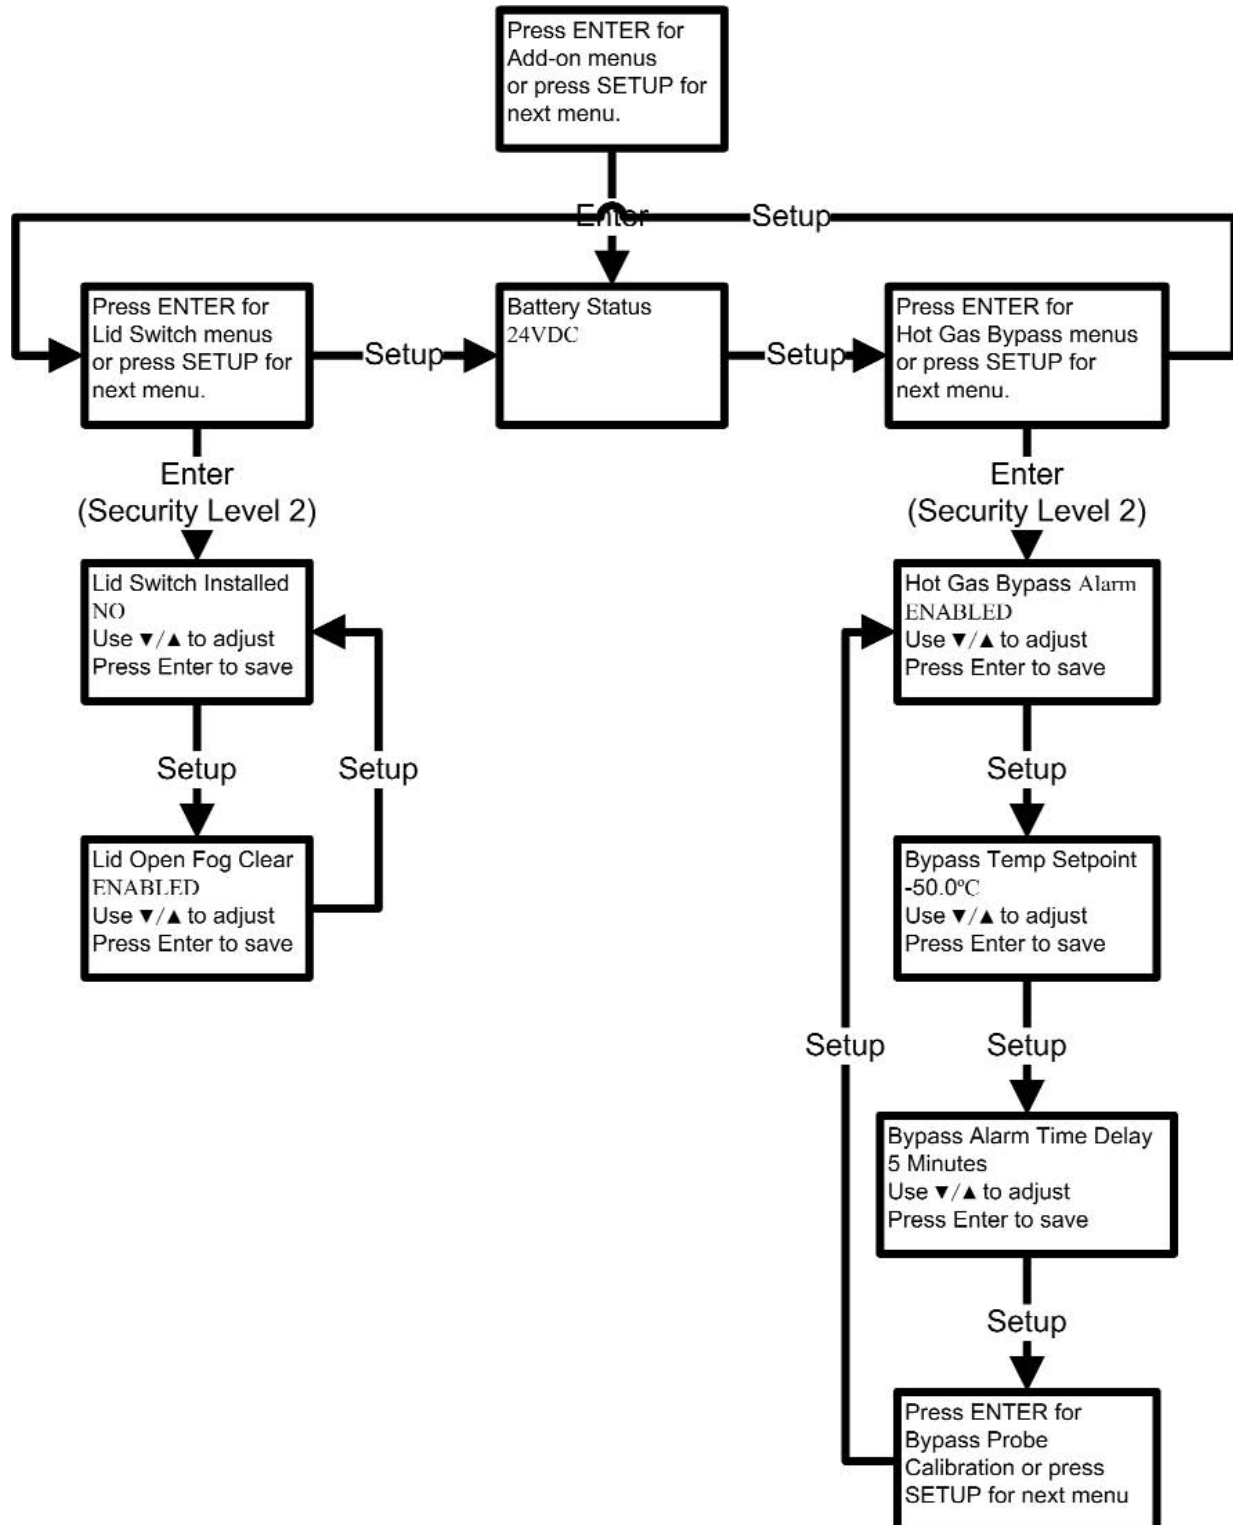 Press ENTER for
Add-on menus
or press SETUP for
next menu.
Enter
Setup
Press ENTER for
Lid Switch menus
or press SETUP for
next menu.
Setup
Battery Status
24VDC
Setup
Press ENTER for
Hot Gas Bypass menus
or press SETUP for
next menu.
Enter
(Security Level 2)
Enter
(Security Level 2)
Lid Switch Installed
NO
Use ▼/▲ to adjust
Press Enter to save
Hot Gas Bypass Alarm
ENABLED
Use ▼/▲ to adjust
Press Enter to save
Setup
Setup
Setup
Lid Open Fog Clear
ENABLED
Use ▼/▲ to adjust
Press Enter to save
Bypass Temp Setpoint
-50.0ºC
Use ▼/▲ to adjust
Press Enter to save
Setup
Setup
Bypass Alarm Time Delay
5 Minutes
Use ▼/▲ to adjust
Press Enter to save
Setup
Press ENTER for
Bypass Probe
Calibration or press
SETUP for next menu